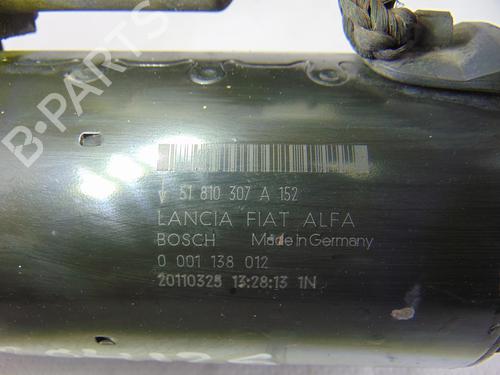 B-PARTS
51 810 307 A 152
LANCIA FIAT ALFA
BOSCH Made in Germany
0 001 138 012
20110325 13:28:13 1N